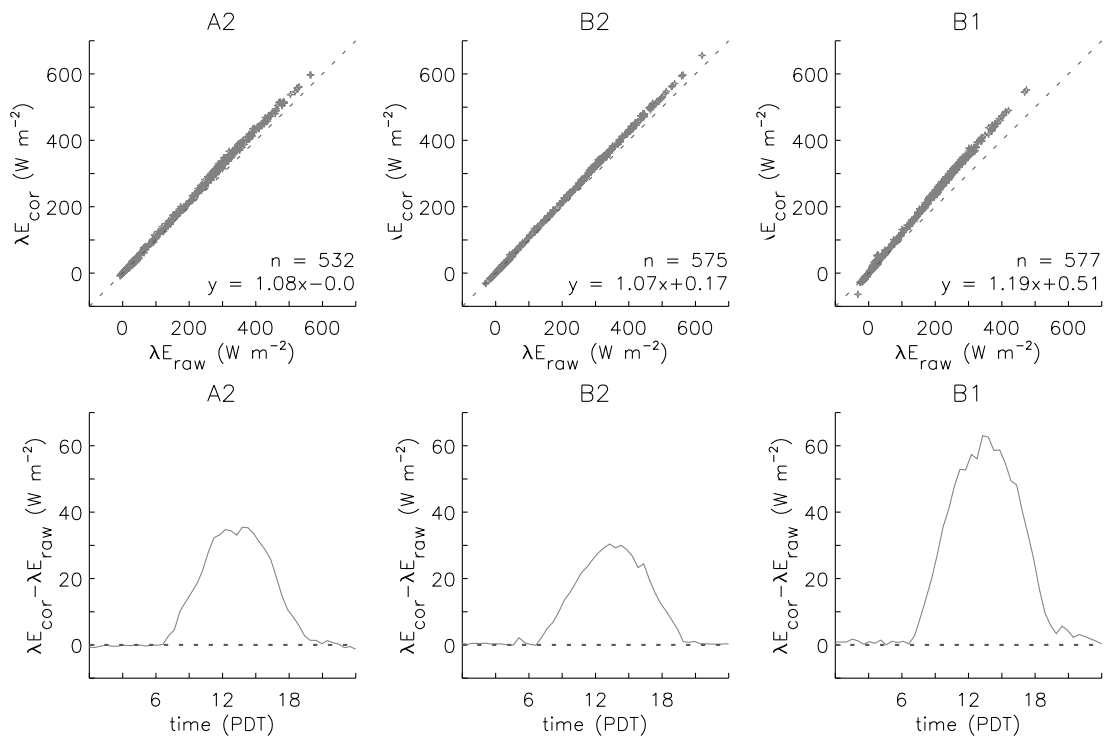 A2
λE_cor (W m⁻²)
600
400
200
0
n = 532
y = 1.08x−0.0
0 200 400 600
λE_raw (W m⁻²)
B2
λE_cor (W m⁻²)
600
400
200
0
n = 575
y = 1.07x+0.17
0 200 400 600
λE_raw (W m⁻²)
B1
λE_cor (W m⁻²)
600
400
200
0
n = 577
y = 1.19x+0.51
0 200 400 600
λE_raw (W m⁻²)
A2
λE_cor−λE_raw (W m⁻²)
60
40
20
0
6 12 18
time (PDT)
B2
λE_cor−λE_raw (W m⁻²)
60
40
20
0
6 12 18
time (PDT)
B1
λE_cor−λE_raw (W m⁻²)
60
40
20
0
6 12 18
time (PDT)